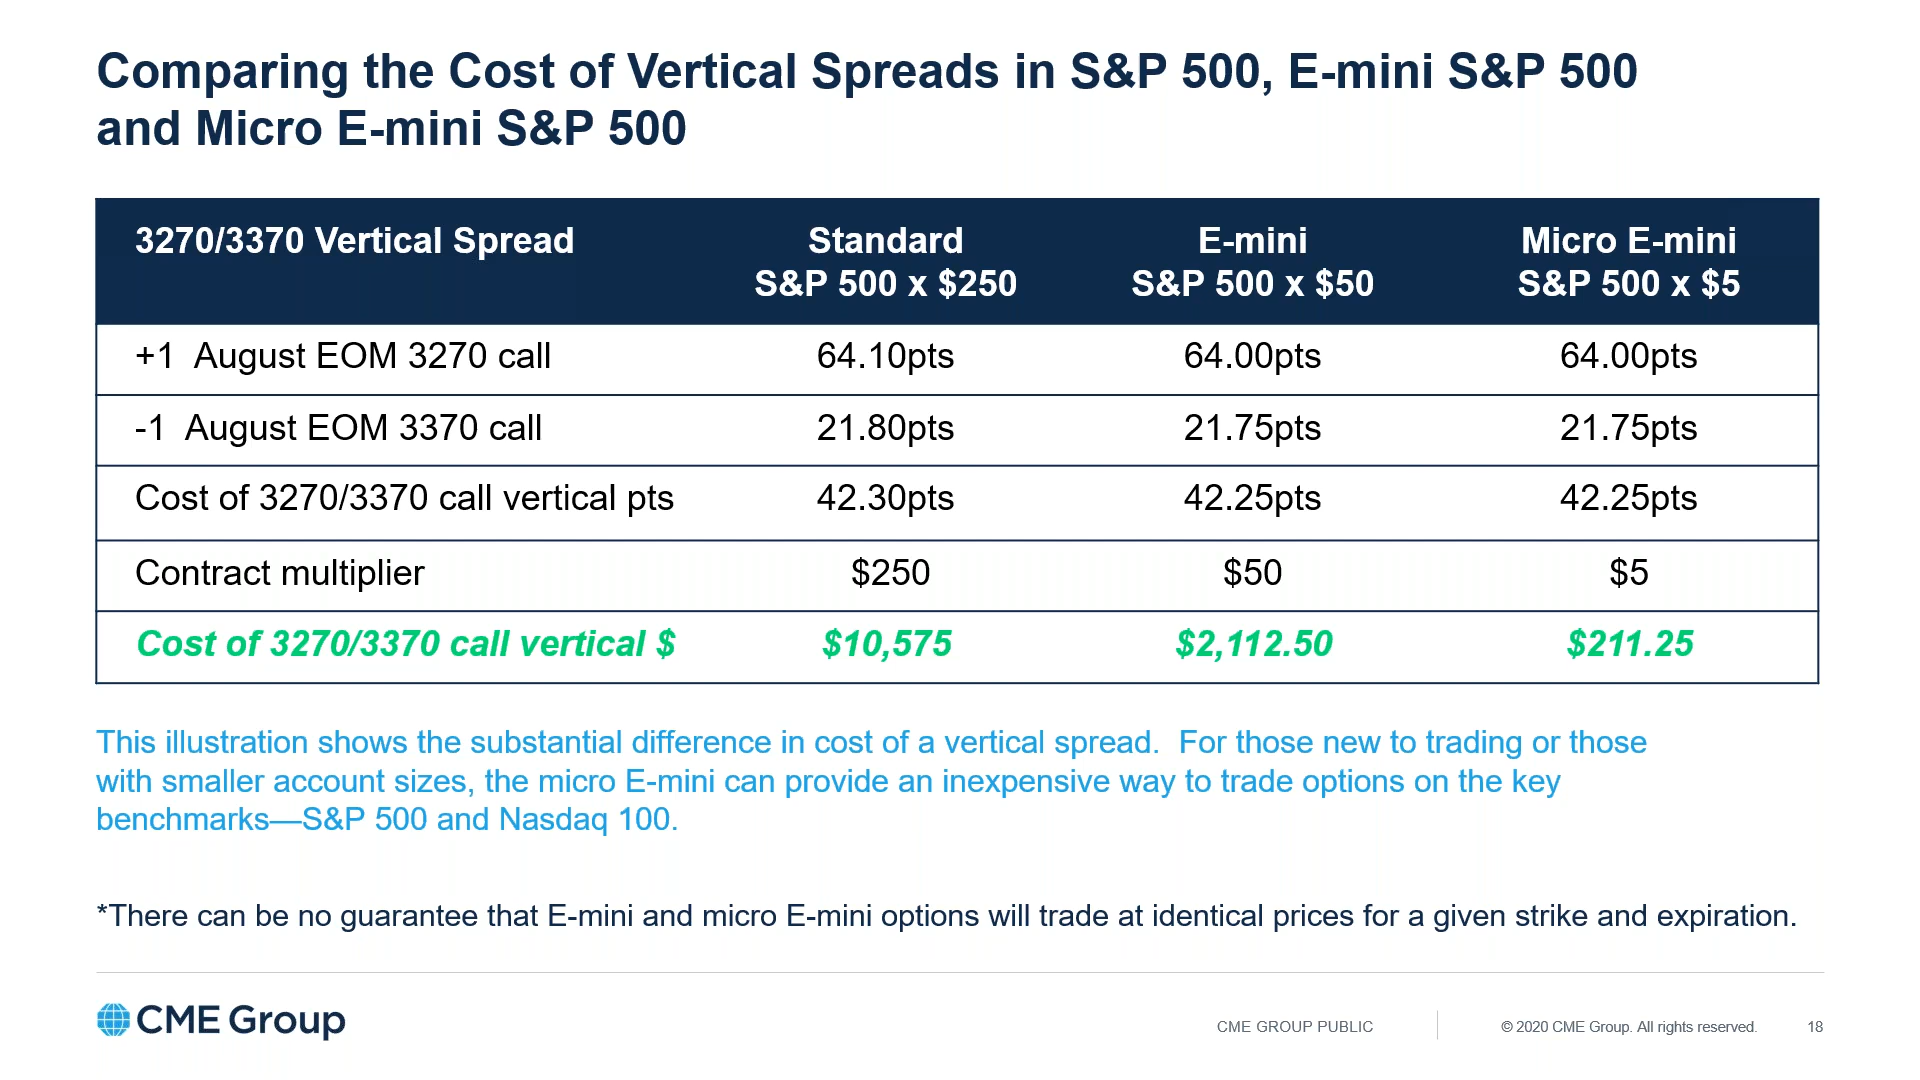 Comparing the Cost of Vertical Spreads in S&P 500, E-mini S&P 500
and Micro E-mini S&P 500
3270/3370 Vertical Spread Standard E-mini Micro E-mini
S&P 500 x $250 S&P 500 x $50 S&P 500 x $5
+1 August EOM 3270 call 64.10pts 64.00pts 64.00pts
-1 August EOM 3370 call 21.80pts 21.75pts 21.75pts
Cost of 3270/3370 call vertical pts 42.30pts 42.25pts 42.25pts
Contract multiplier $250 $50 $5
Cost of 3270/3370 call vertical $ $10,575 $2,112.50 $211.25
This illustration shows the substantial difference in cost of a vertical spread. For those new to trading or those
with smaller account sizes, the micro E-mini can provide an inexpensive way to trade options on the key
benchmarks—S&P 500 and Nasdaq 100.
*There can be no guarantee that E-mini and micro E-mini options will trade at identical prices for a given strike and expiration.
CME Group CME GROUP PUBLIC © 2020 CME Group. All rights reserved. 18